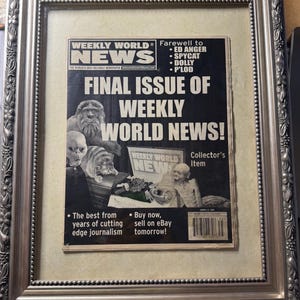 WEEKLY WORLD
NEWS
Farewell to
• ED ANGER
• SPYCAT
• DOLLY
• P'LOD
FINAL ISSUE OF
WEEKLY
WORLD NEWS!
WEEKLY WORLD
NEWS
Collector's
Item
• The best from
years of cutting
edge journalism
• Buy now,
sell on eBay
tomorrow!